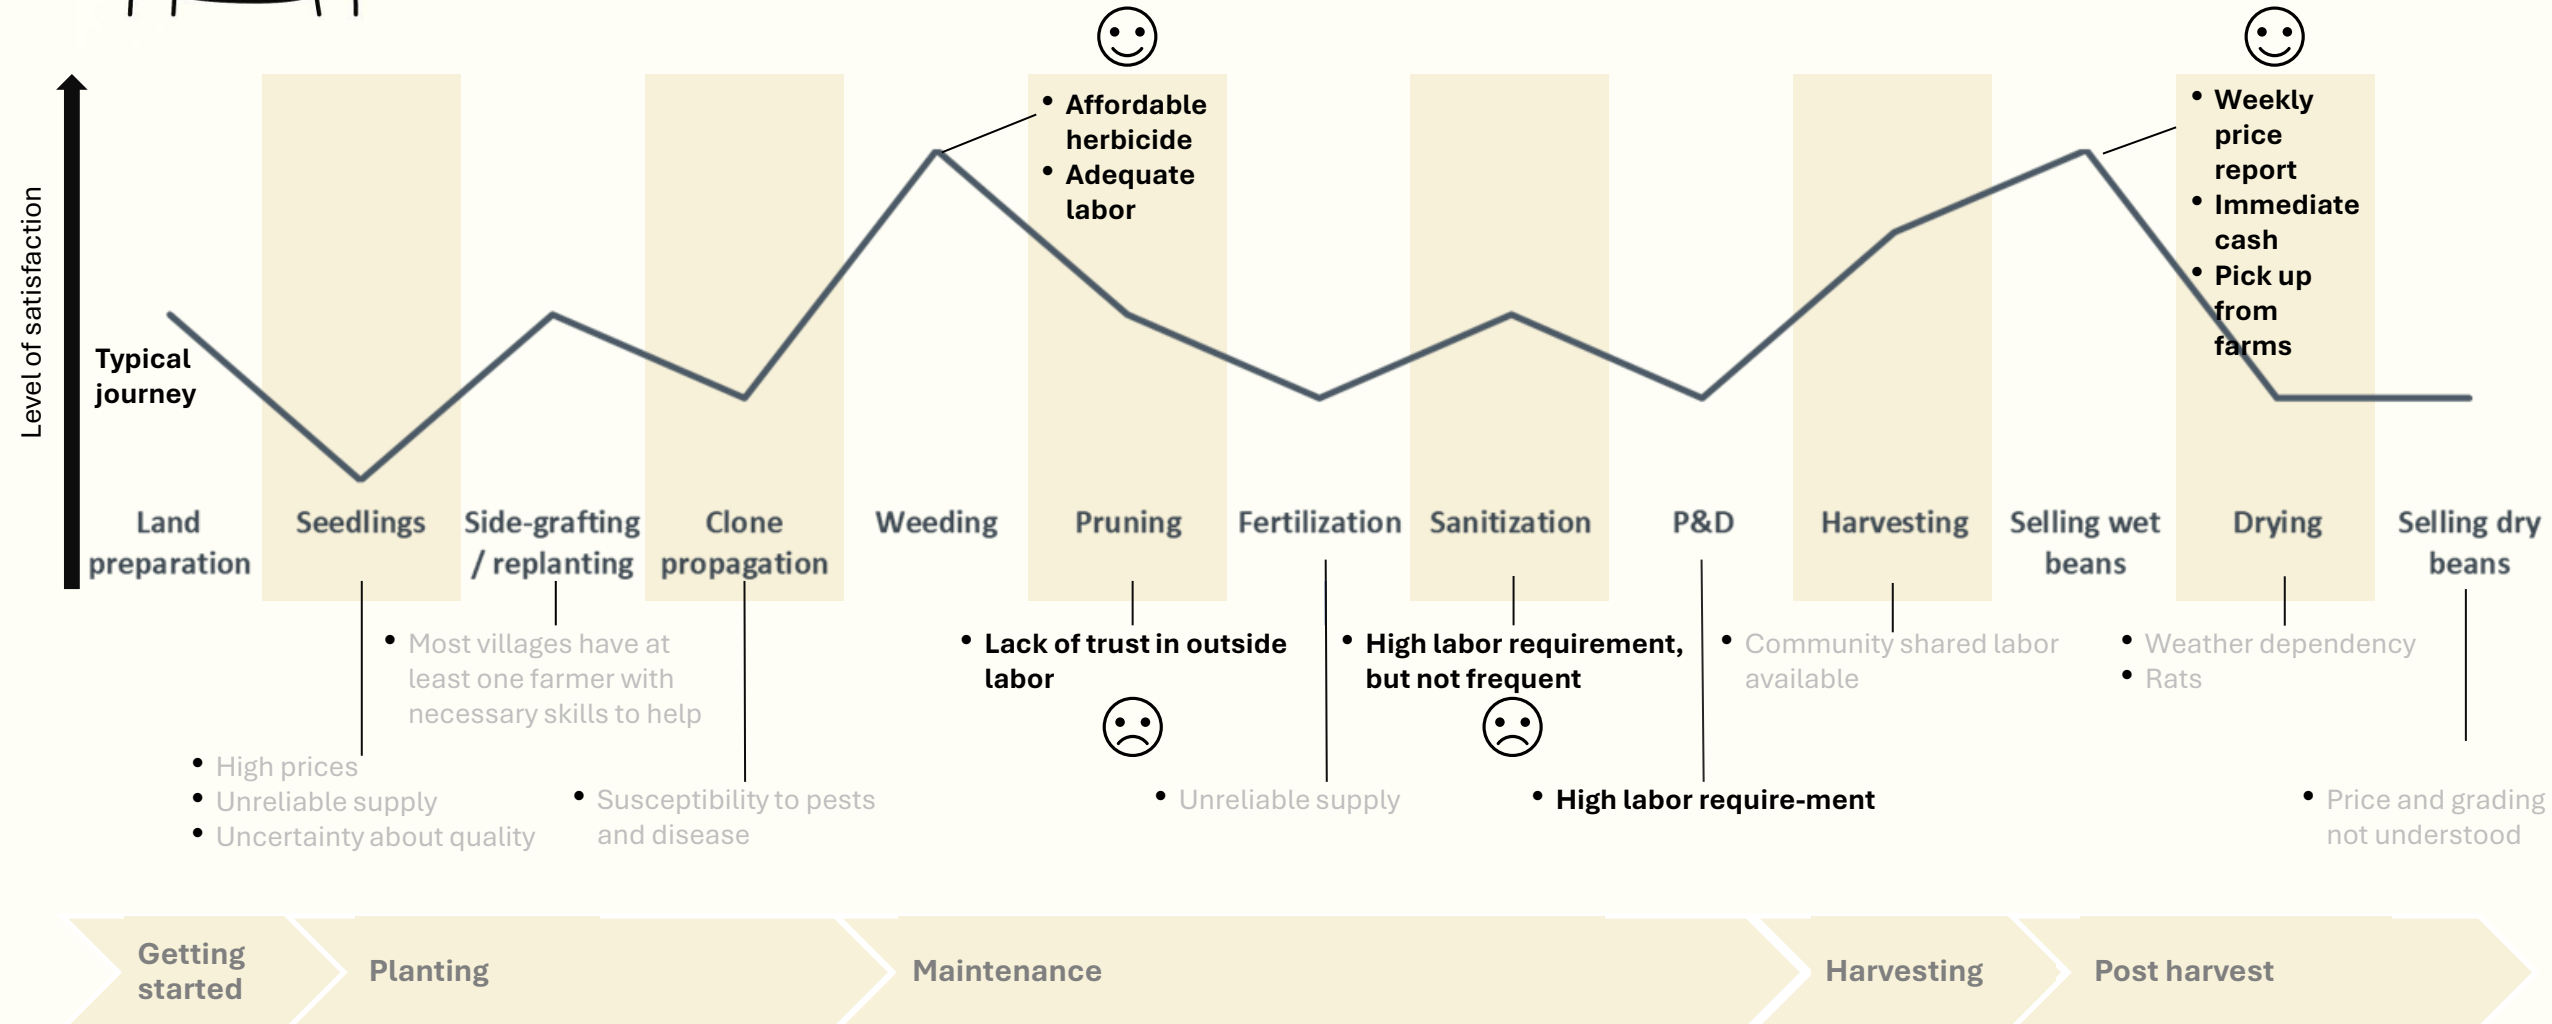 Level of satisfaction
Typical
journey
• Affordable
herbicide
• Adequate
labor
• Weekly
price
report
• Immediate
cash
• Pick up
from
farms
Land
preparation
Seedlings
Side-grafting
/ replanting
Clone
propagation
Weeding
Pruning
Fertilization
Sanitization
P&D
Harvesting
Selling wet
beans
Drying
Selling dry
beans
• Most villages have at
least one farmer with
necessary skills to help
• Lack of trust in outside
labor
• High labor requirement,
but not frequent
• Community shared labor
available
• Weather dependency
• Rats
• High prices
• Unreliable supply
• Uncertainty about quality
• Susceptibility to pests
and disease
• Unreliable supply
• High labor require-ment
• Price and grading
not understood
Getting
started
Planting
Maintenance
Harvesting
Post harvest